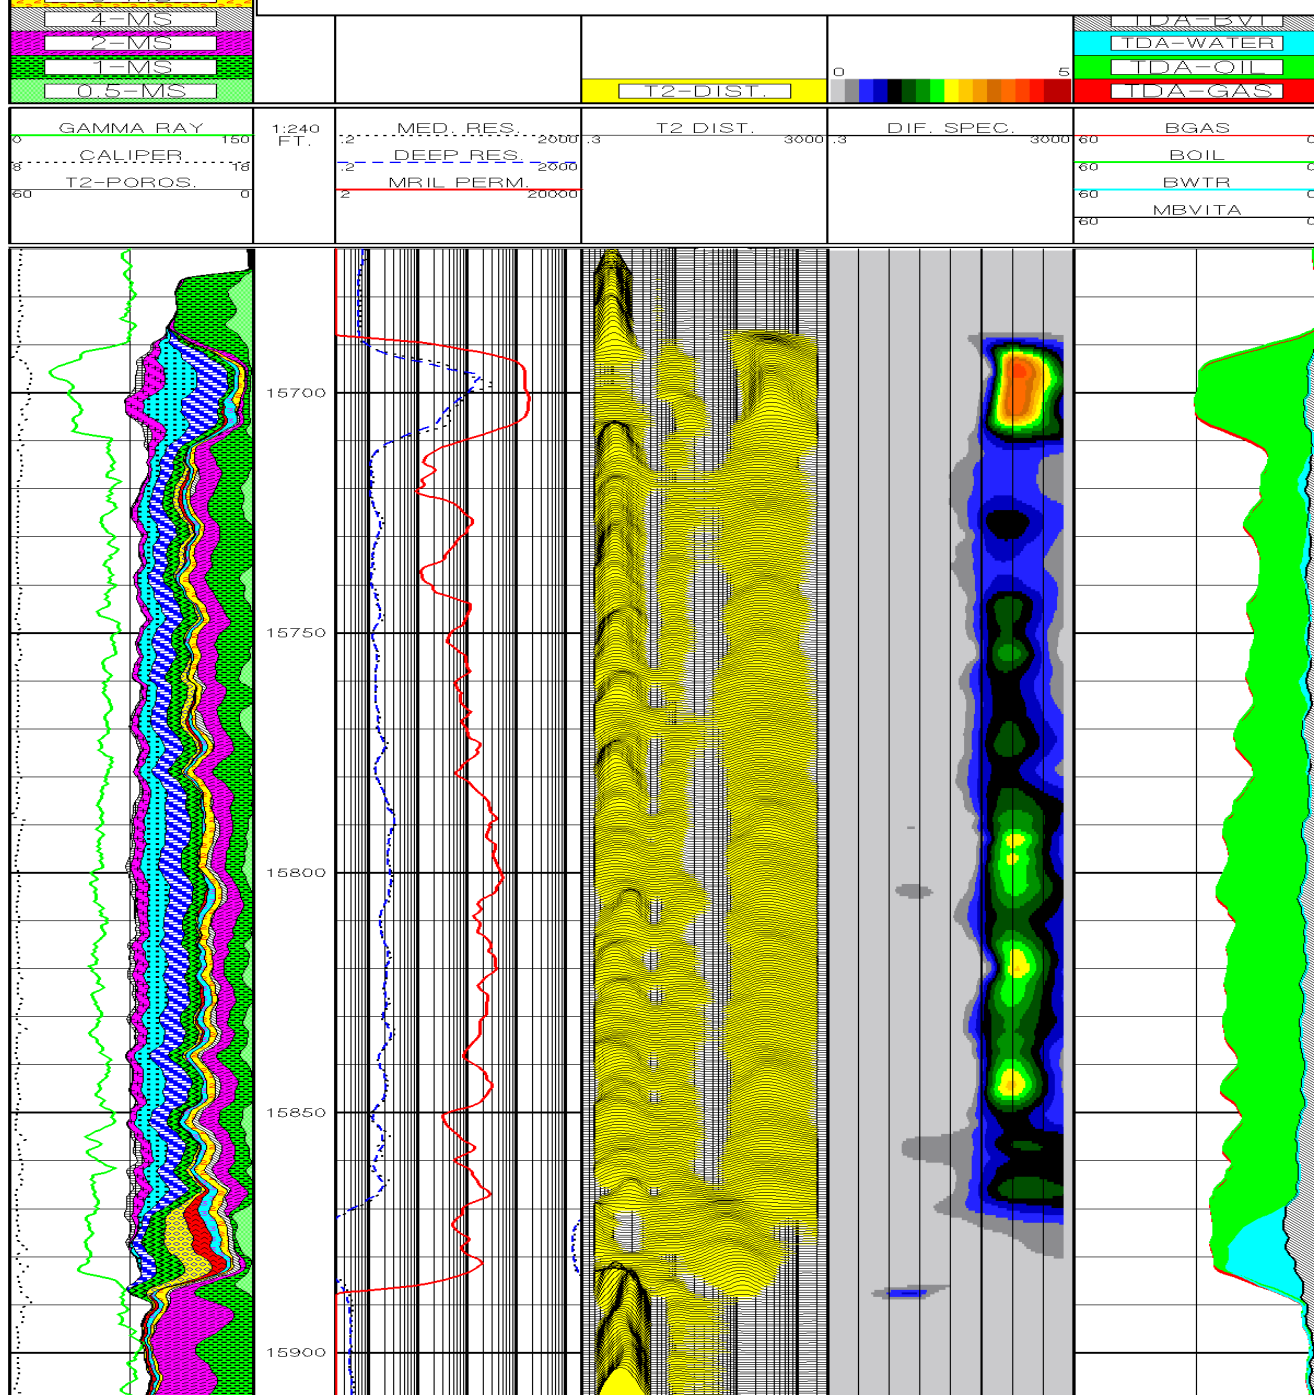 4-MS
2-MS
1-MS
0.5-MS
T2-DIST.
0 5
TDA-BVI
TDA-WATER
TDA-OIL
TDA-GAS
GAMMA RAY
0 150
CALIPER
8 18
T2-POROS.
60 0
1:240
FT.
MED. RES.
.2 2000
DEEP RES.
.2 2000
MRIL PERM.
.2 20000
T2 DIST.
.3 3000
DIF. SPEC.
.3 3000
BGAS
60 0
BOIL
60 0
BWTR
60 0
MBVITA
60 0
15700
15750
15800
15850
15900